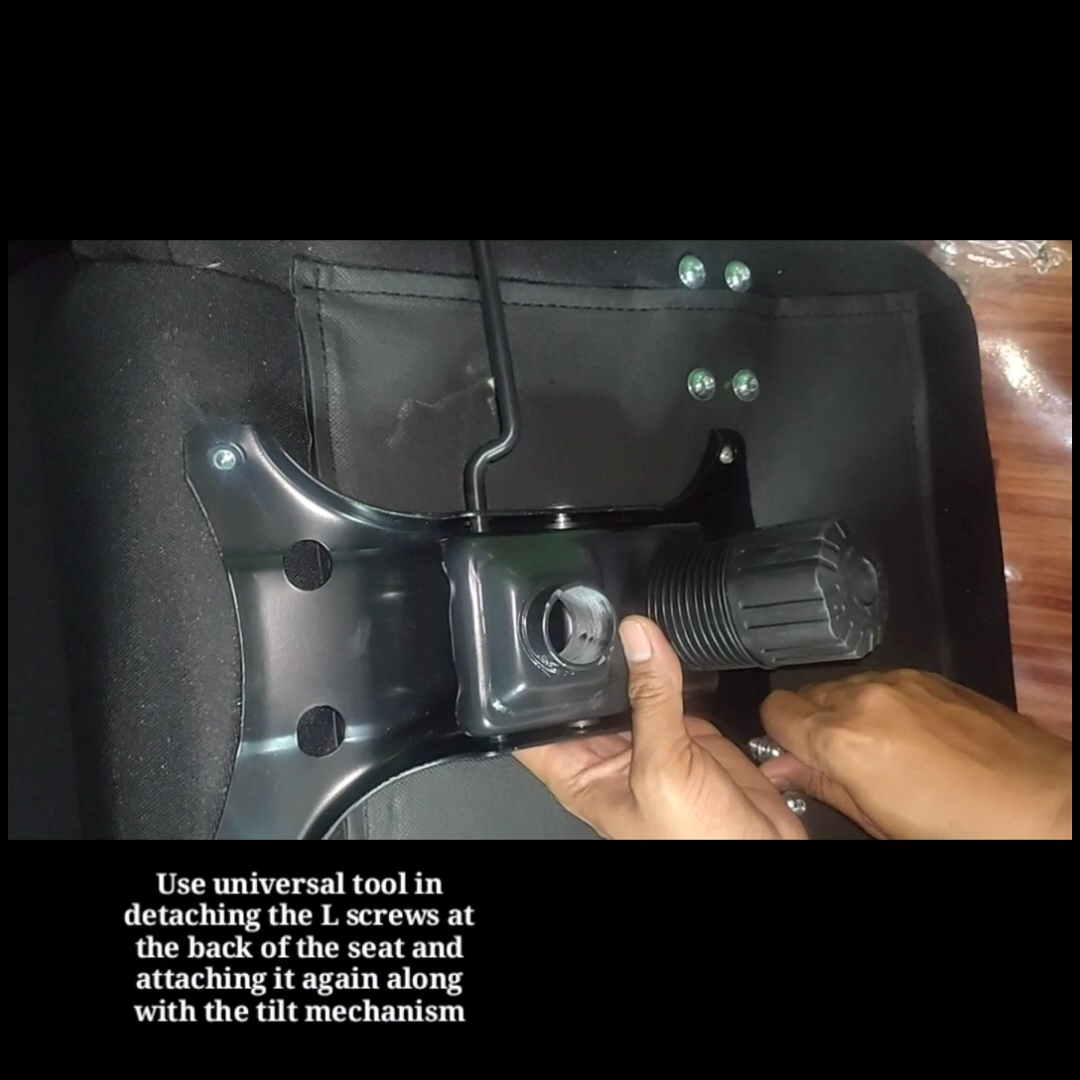 Use universal tool in
detaching the L screws at
the back of the seat and
attaching it again along
with the tilt mechanism